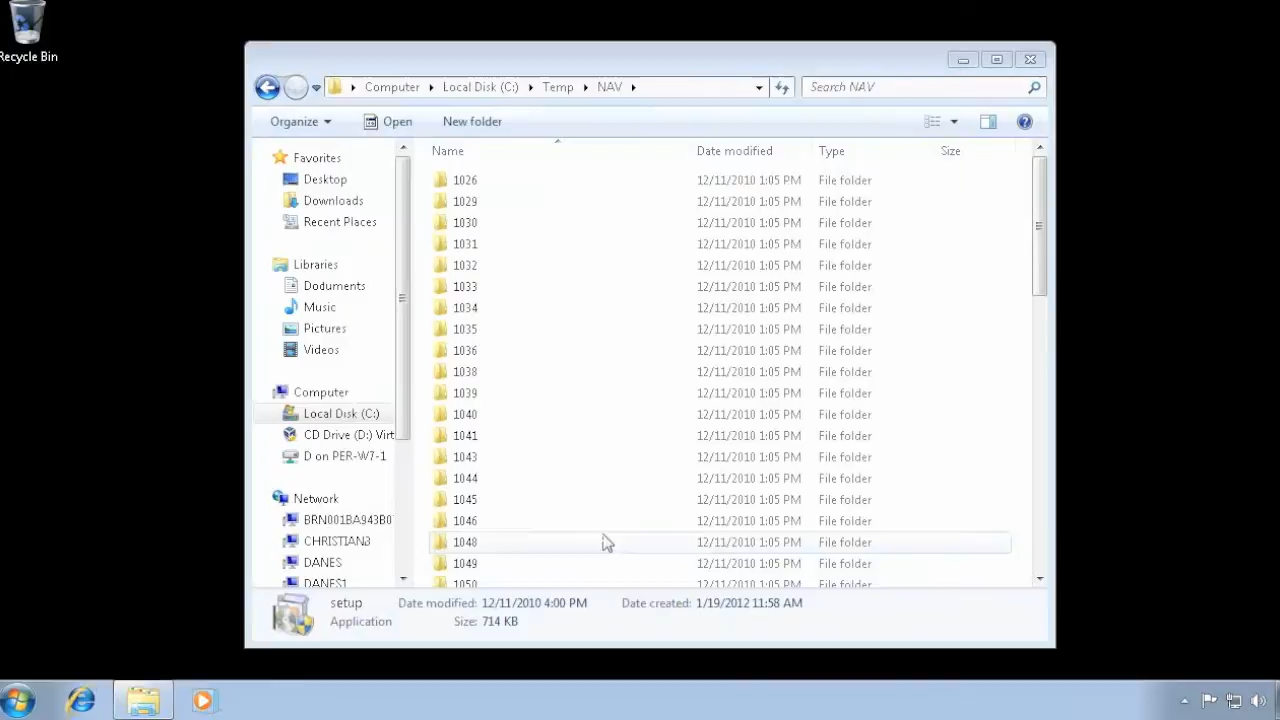 Recycle Bin
Computer Local Disk (C:) Temp NAV
Search NAV
Organize Open New folder
Name Date modified Type Size
Favorites
Desktop
Downloads
Recent Places
Libraries
Documents
Music
Pictures
Videos
Computer
Local Disk (C:)
CD Drive (D:) Virt
D on PER-W7-1
Network
BRN001BA943B0
CHRISTIAN3
DANES
DANES1
1026 12/11/2010 1:05 PM File folder
1029 12/11/2010 1:05 PM File folder
1030 12/11/2010 1:05 PM File folder
1031 12/11/2010 1:05 PM File folder
1032 12/11/2010 1:05 PM File folder
1033 12/11/2010 1:05 PM File folder
1034 12/11/2010 1:05 PM File folder
1035 12/11/2010 1:05 PM File folder
1036 12/11/2010 1:05 PM File folder
1038 12/11/2010 1:05 PM File folder
1039 12/11/2010 1:05 PM File folder
1040 12/11/2010 1:05 PM File folder
1041 12/11/2010 1:05 PM File folder
1043 12/11/2010 1:05 PM File folder
1044 12/11/2010 1:05 PM File folder
1045 12/11/2010 1:05 PM File folder
1046 12/11/2010 1:05 PM File folder
1048 12/11/2010 1:05 PM File folder
1049 12/11/2010 1:05 PM File folder
1050 12/11/2010 1:05 PM File folder
setup Date modified: 12/11/2010 4:00 PM Date created: 1/19/2012 11:58 AM
Application Size: 714 KB